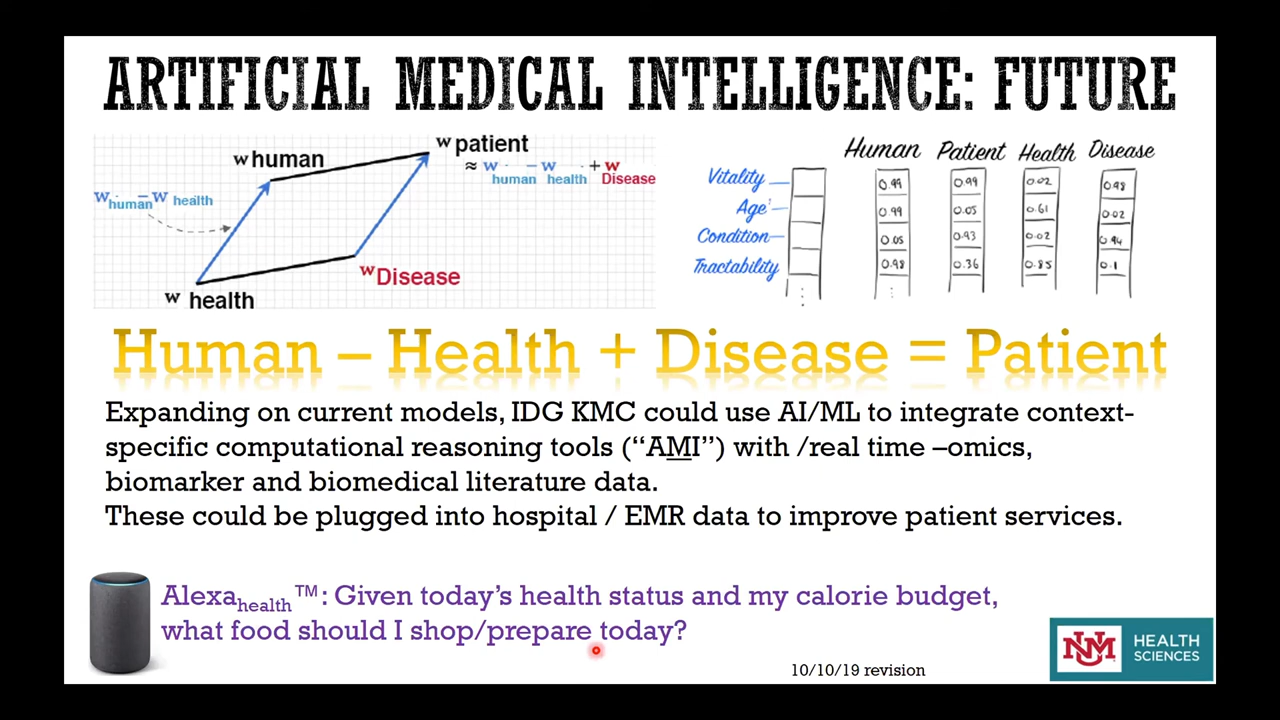 ARTIFICIAL MEDICAL INTELLIGENCE: FUTURE
w human
w patient
≈ w human – w health + w Disease
w human – w health
w Disease
w health
Human Patient Health Disease
Vitality 0.99 0.99 0.02 0.98
Age 0.99 0.05 0.61 0.02
Condition 0.05 0.93 0.02 0.94
Tractability 0.98 0.36 0.85 0.1
Human – Health + Disease = Patient
Expanding on current models, IDG KMC could use AI/ML to integrate context-
specific computational reasoning tools (“AMI”) with /real time –omics,
biomarker and biomedical literature data.
These could be plugged into hospital / EMR data to improve patient services.
Alexahealth™: Given today’s health status and my calorie budget,
what food should I shop/prepare today?
10/10/19 revision
UNM HEALTH
SCIENCES